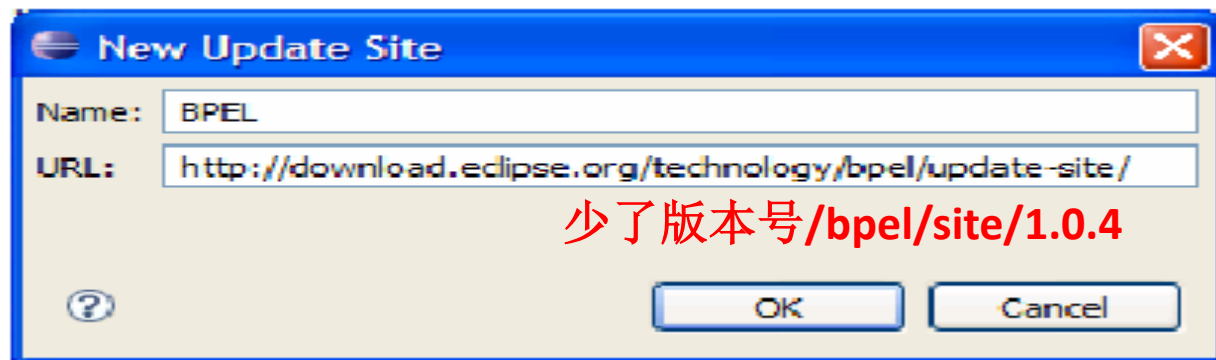 New Update Site
Name: BPEL
URL: http://download.eclipse.org/technology/bpel/update-site/
少了版本号/bpel/site/1.0.4
? OK Cancel